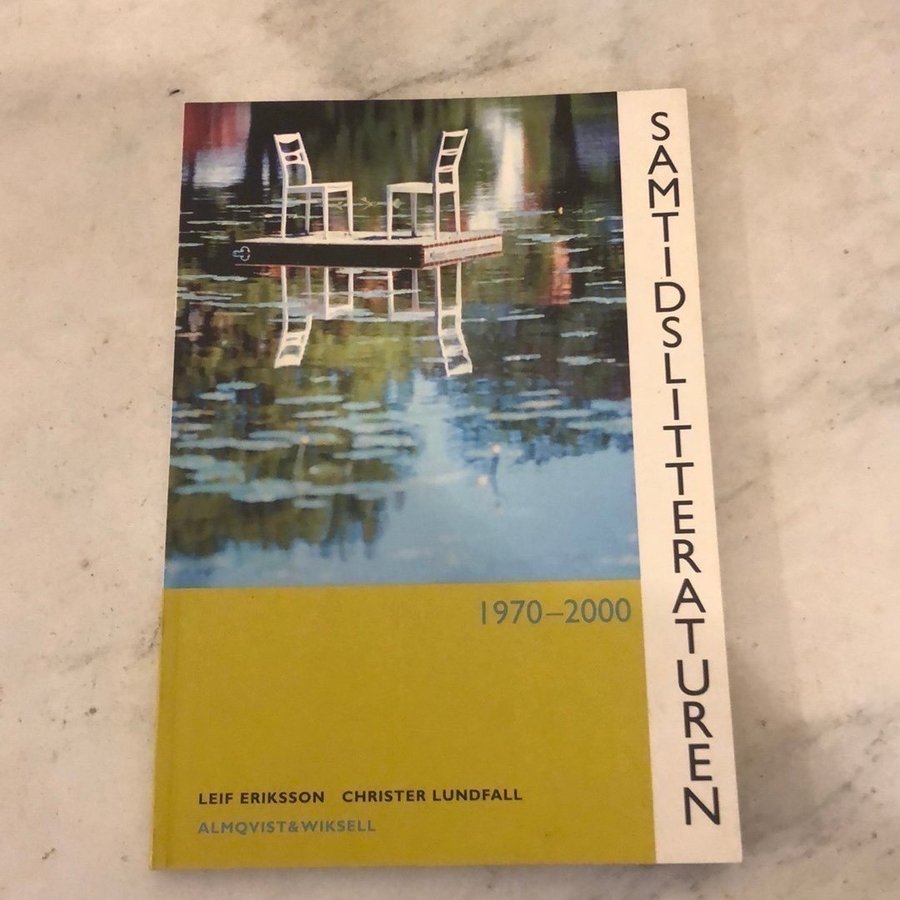 SAMTIDSLITTERATUREN
1970–2000
LEIF ERIKSSON CHRISTER LUNDFALL
ALMQVIST&WIKSELL